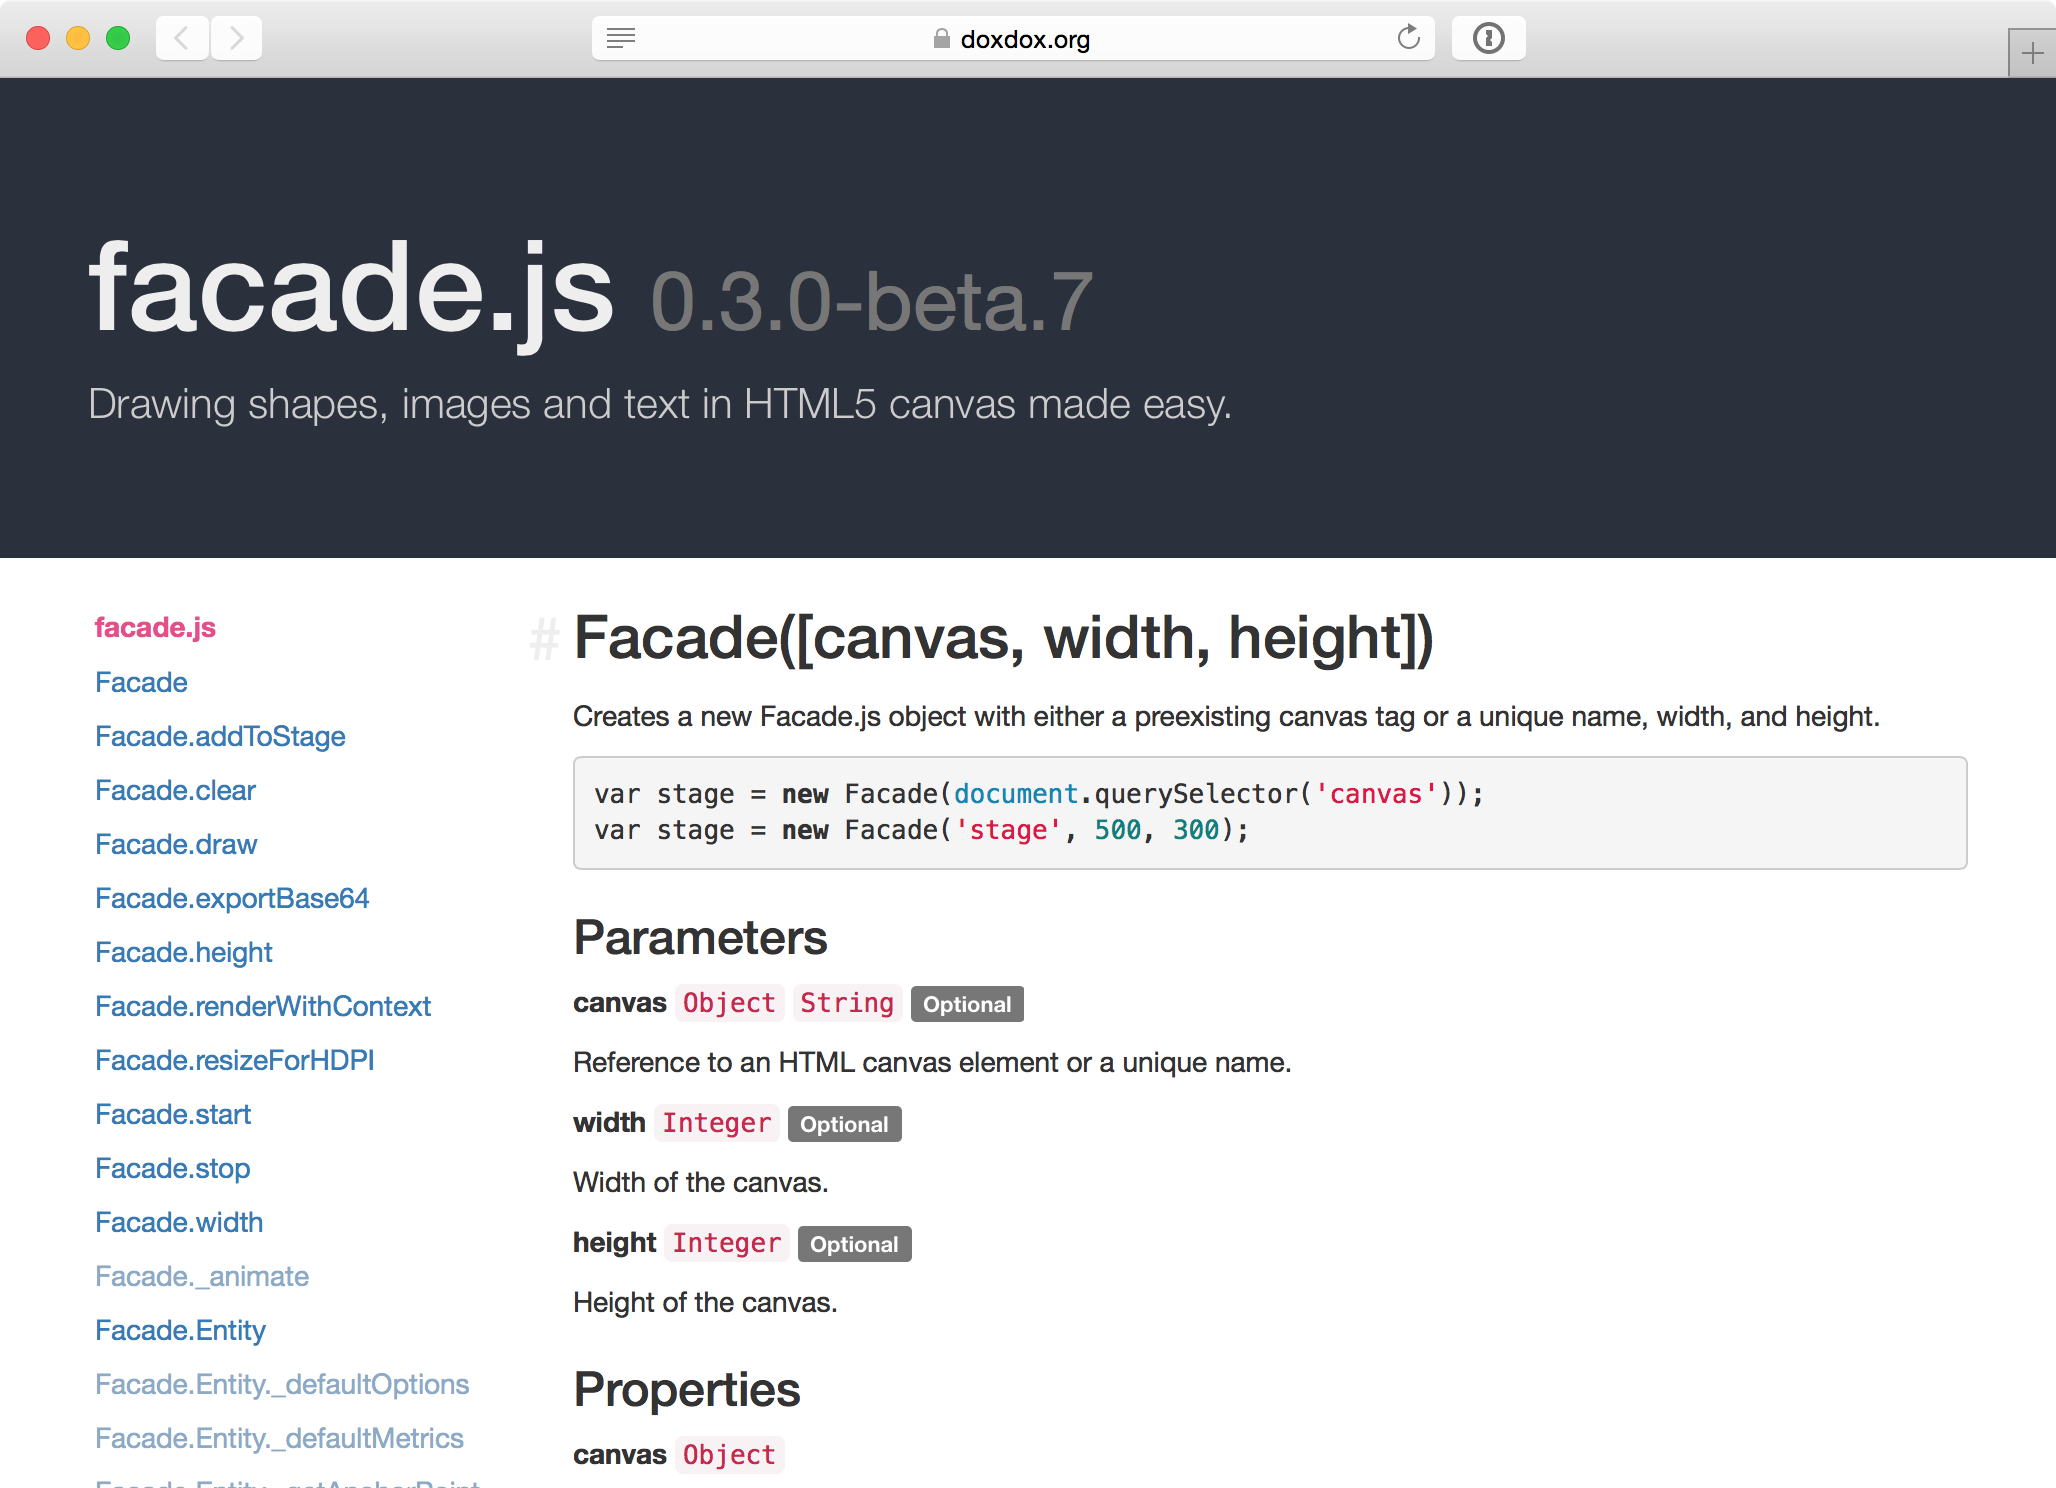 doxdox.org
facade.js 0.3.0-beta.7
Drawing shapes, images and text in HTML5 canvas made easy.
facade.js
Facade
Facade.addToStage
Facade.clear
Facade.draw
Facade.exportBase64
Facade.height
Facade.renderWithContext
Facade.resizeForHDPI
Facade.start
Facade.stop
Facade.width
Facade._animate
Facade.Entity
Facade.Entity._defaultOptions
Facade.Entity._defaultMetrics
Facade.Entity._getAnchorPoint
# Facade([canvas, width, height])
Creates a new Facade.js object with either a preexisting canvas tag or a unique name, width, and height.
var stage = new Facade(document.querySelector('canvas'));
var stage = new Facade('stage', 500, 300);
Parameters
canvas Object String Optional
Reference to an HTML canvas element or a unique name.
width Integer Optional
Width of the canvas.
height Integer Optional
Height of the canvas.
Properties
canvas Object